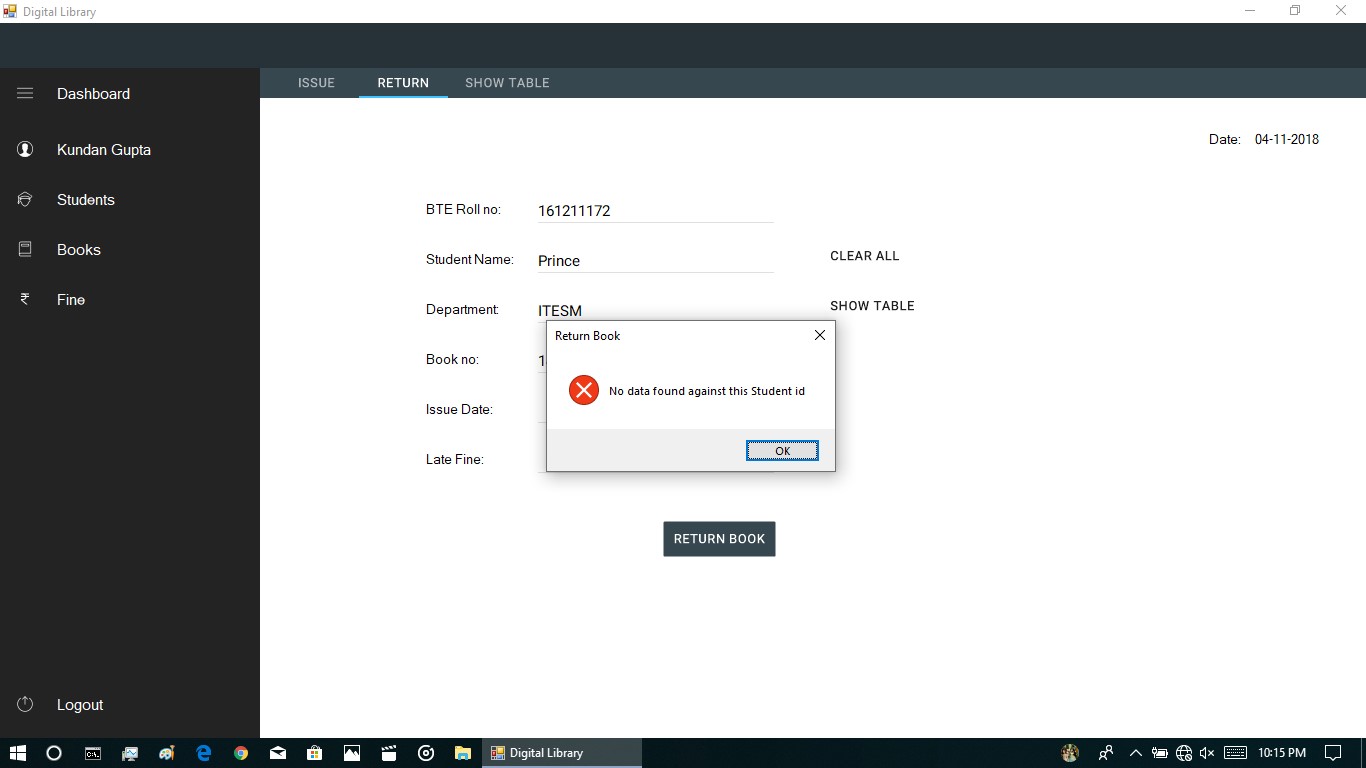 Digital Library
ISSUE RETURN SHOW TABLE
Dashboard
Kundan Gupta
Students
Books
Fine
Logout
Date: 04-11-2018
BTE Roll no: 161211172
Student Name: Prince
CLEAR ALL
Department: ITESM
SHOW TABLE
Book no: 1
Issue Date:
Late Fine:
Return Book
No data found against this Student id
OK
RETURN BOOK
Digital Library
10:15 PM